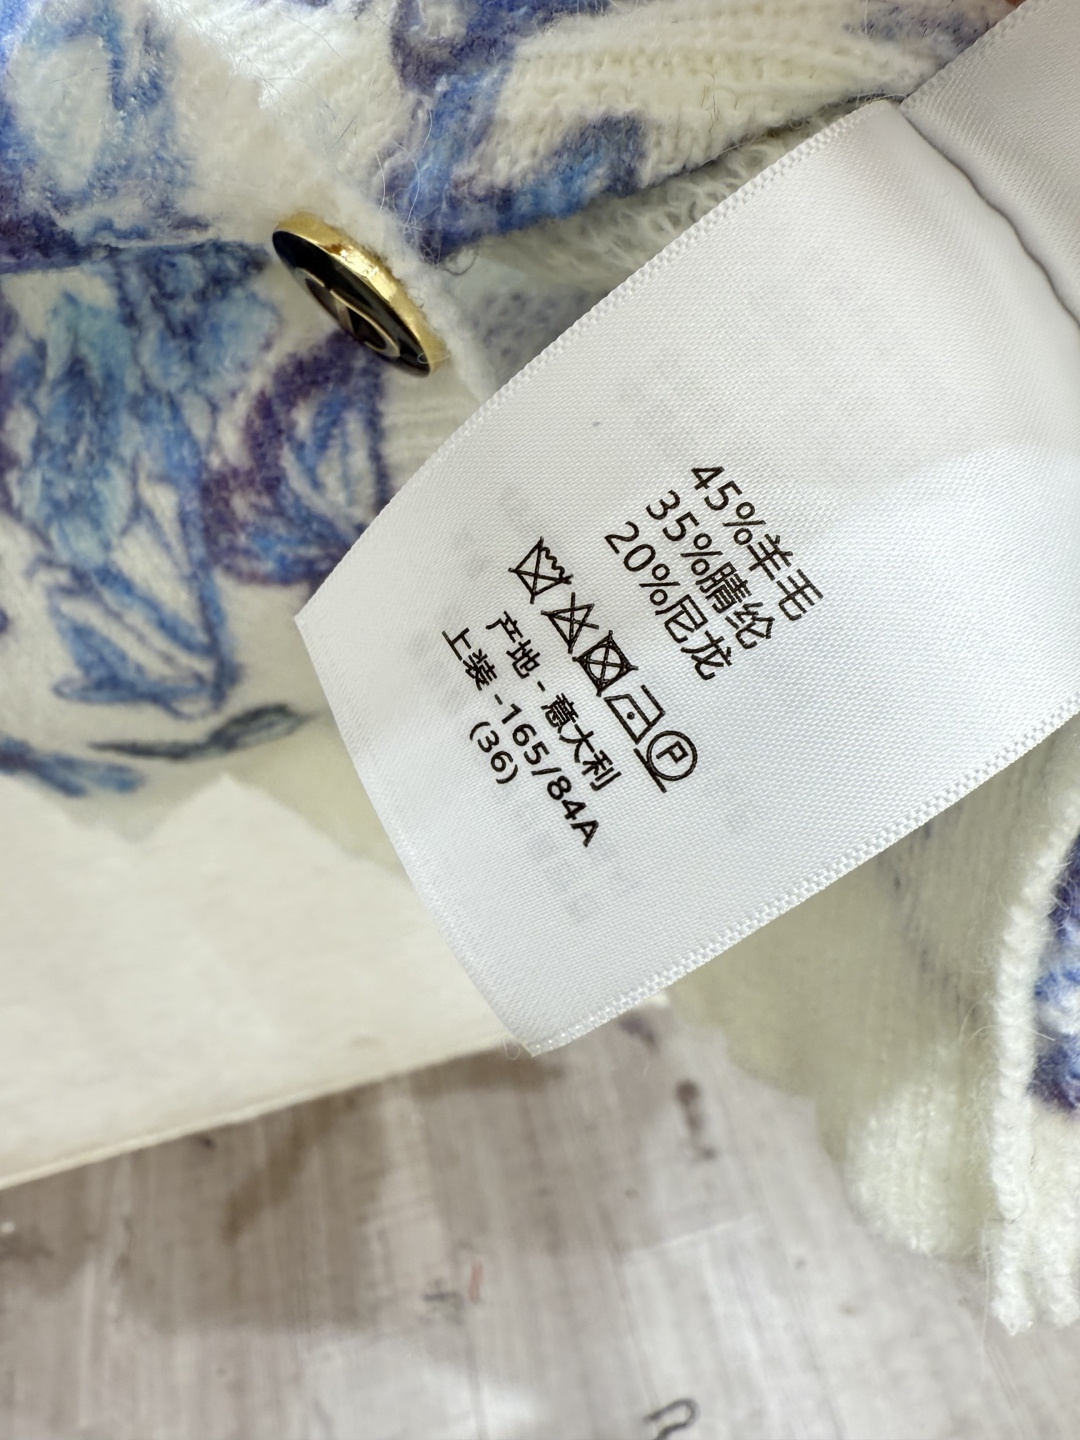 45%羊毛
35%腈纶
20%尼龙
P
产地 - 意大利
上装 -165/84A
(36)